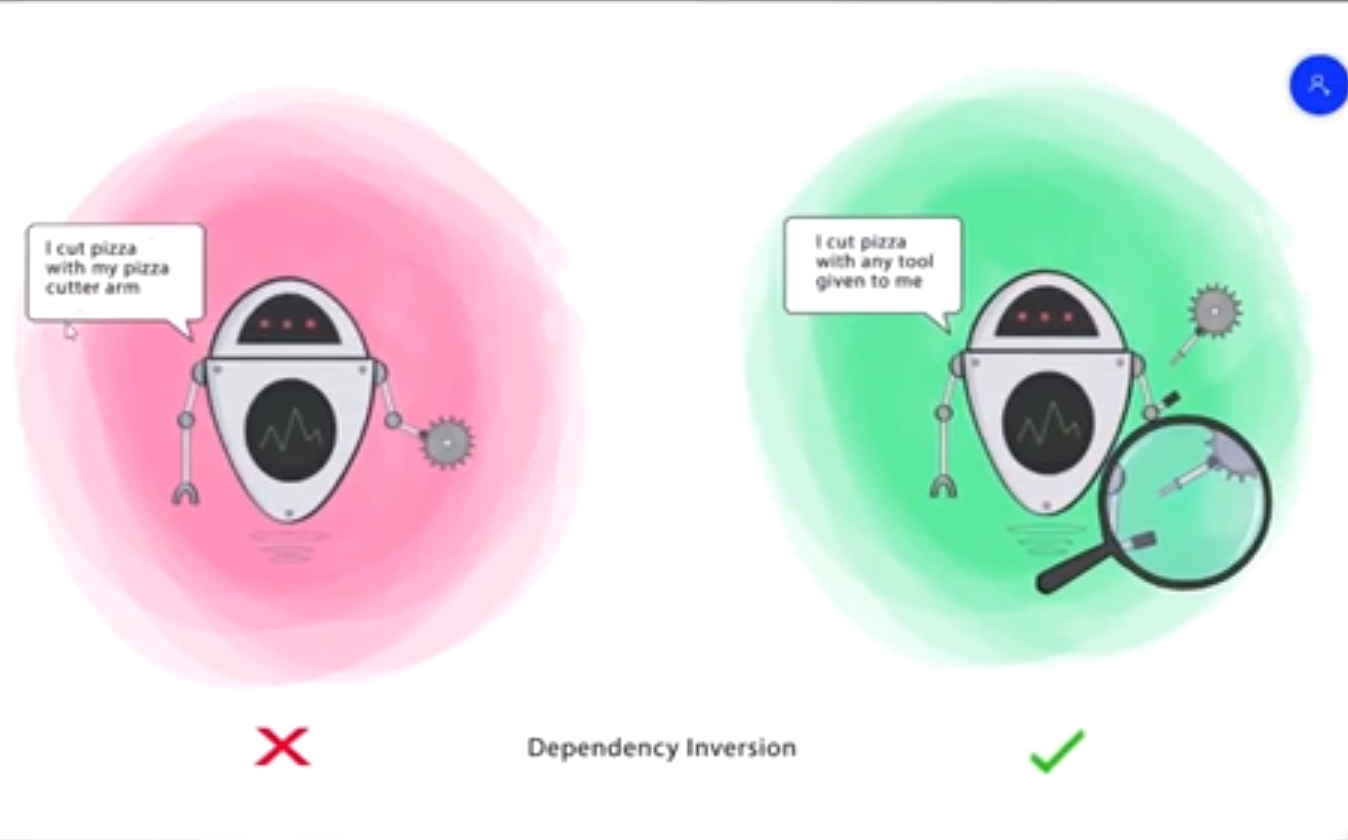 I cut pizza
with my pizza
cutter arm
I cut pizza
with any tool
given to me
Dependency Inversion